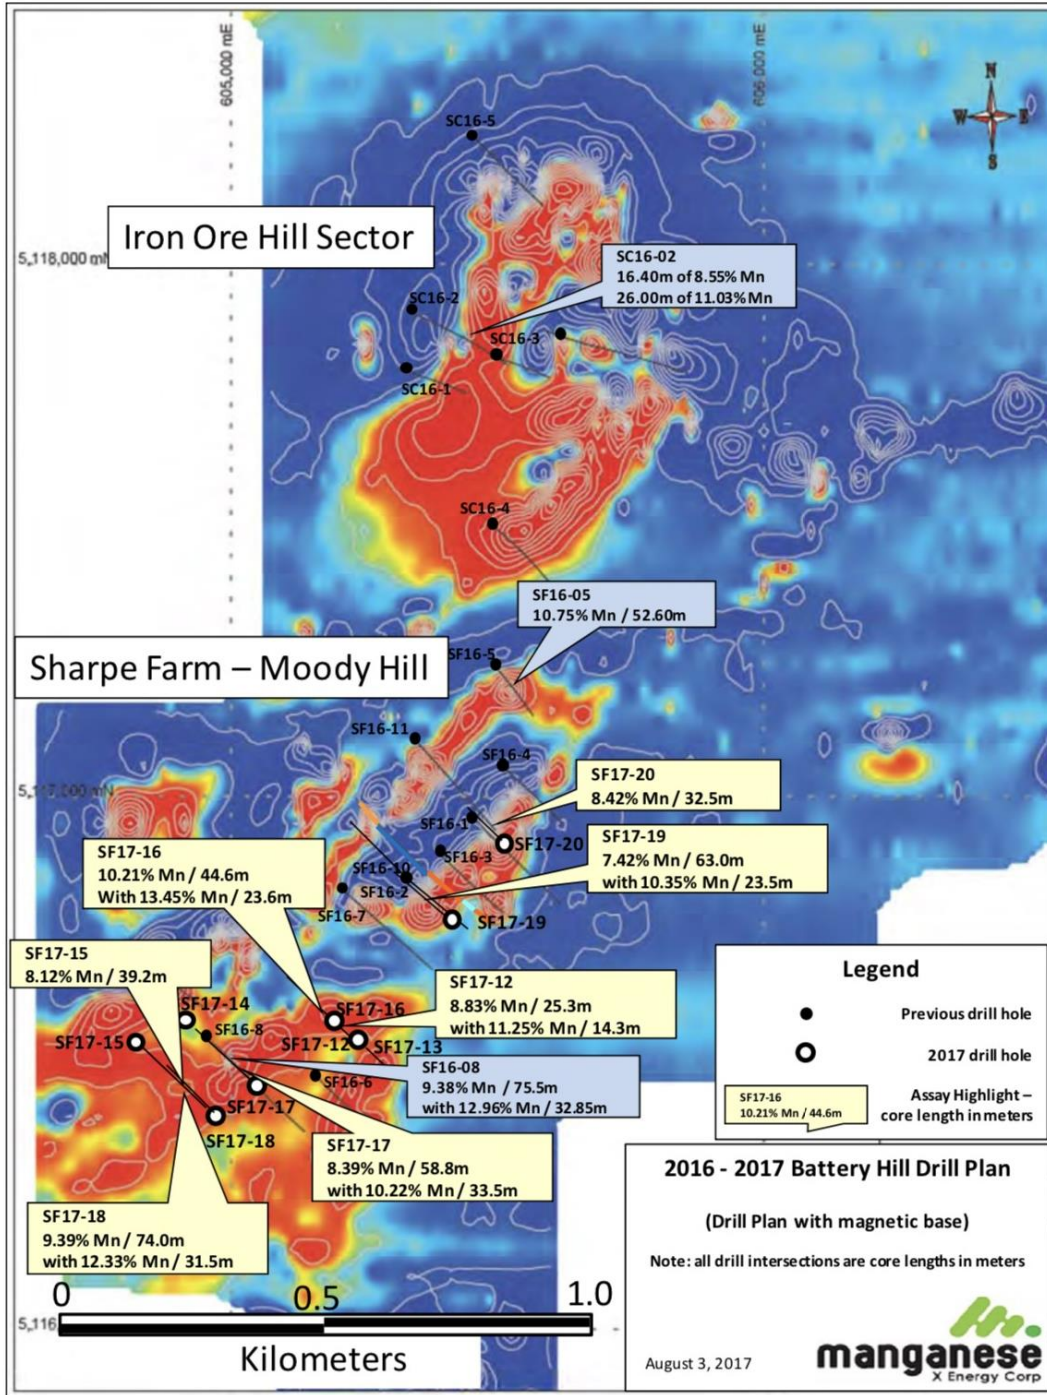 605,000 mE
606,000 mE
N
W E
S
SC16-5
Iron Ore Hill Sector
5,118,000 mN
SC16-02
16.40m of 8.55% Mn
26.00m of 11.03% Mn
SC16-2
SC16-3
SC16-1
SC16-4
SF16-05
10.75% Mn / 52.60m
Sharpe Farm – Moody Hill
SF16-5
SF16-11
SF16-4
5,117,000 mN
SF17-20
8.42% Mn / 32.5m
SF16-1
SF17-20
SF16-3
SF17-19
7.42% Mn / 63.0m
with 10.35% Mn / 23.5m
SF17-16
10.21% Mn / 44.6m
With 13.45% Mn / 23.6m
SF16-10
SF16-2
SF16-7
SF17-19
SF17-15
8.12% Mn / 39.2m
SF17-12
8.83% Mn / 25.3m
with 11.25% Mn / 14.3m
SF17-14
SF17-16
SF16-8
SF17-15
SF17-12
SF17-13
SF16-08
9.38% Mn / 75.5m
with 12.96% Mn / 32.85m
SF16-6
SF17-17
SF17-18
SF17-17
8.39% Mn / 58.8m
with 10.22% Mn / 33.5m
SF17-18
9.39% Mn / 74.0m
with 12.33% Mn / 31.5m
Legend
Previous drill hole
2017 drill hole
SF17-16
10.21% Mn / 44.6m
Assay Highlight –
core length in meters
2016 - 2017 Battery Hill Drill Plan
(Drill Plan with magnetic base)
Note: all drill intersections are core lengths in meters
0 0.5 1.0
5,116
Kilometers
August 3, 2017
manganese
X Energy Corp